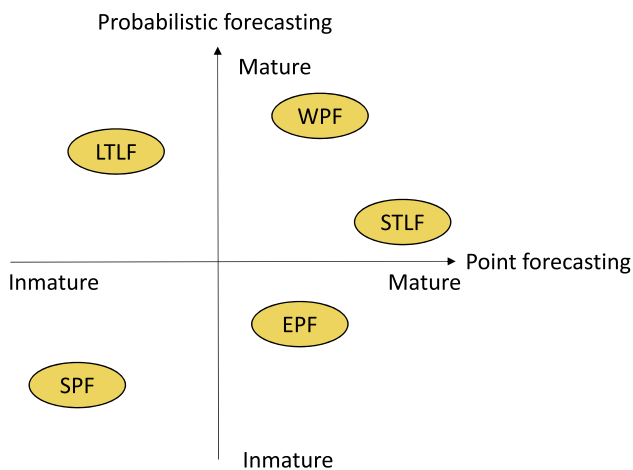 Probabilistic forecasting
Mature
WPF
LTLF
STLF
Point forecasting
Inmature
Mature
EPF
SPF
Inmature